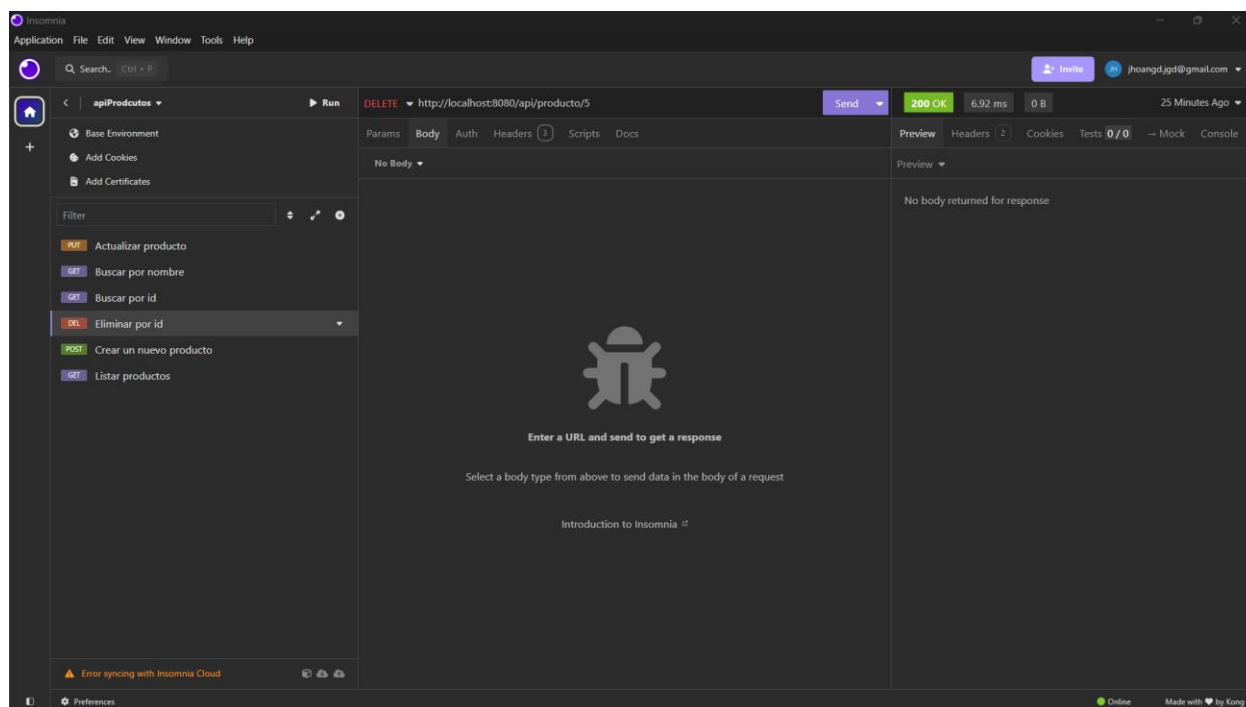 Insomnia
Application File Edit View Window Tools Help
Search.. Ctrl + P
Invite
JH jhoangd.jgd@gmail.com
apiProdcutos
Run
DELETE http://localhost:8080/api/producto/5
Send
200 OK 6.92 ms 0 B 25 Minutes Ago
Base Environment
Add Cookies
Add Certificates
Params Body Auth Headers 3 Scripts Docs
Preview Headers 2 Cookies Tests 0 / 0 → Mock Console
No Body
Preview
No body returned for response
Filter
PUT Actualizar producto
GET Buscar por nombre
GET Buscar por id
DEL Eliminar por id
POST Crear un nuevo producto
GET Listar productos
Enter a URL and send to get a response
Select a body type from above to send data in the body of a request
Introduction to Insomnia
Error syncing with Insomnia Cloud
Preferences
Online Made with ♥ by Kong